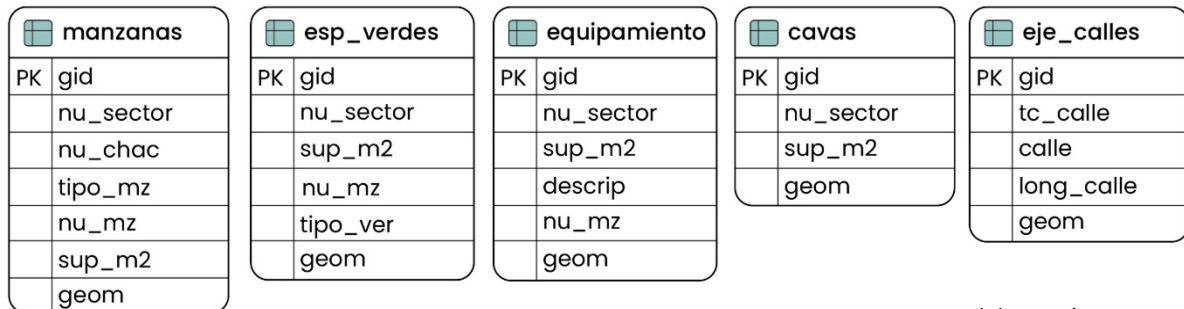 manzanas
PK gid
nu_sector
nu_chac
tipo_mz
nu_mz
sup_m2
geom
esp_verdes
PK gid
nu_sector
sup_m2
nu_mz
tipo_ver
geom
equipamiento
PK gid
nu_sector
sup_m2
descrip
nu_mz
geom
cavas
PK gid
nu_sector
sup_m2
geom
eje_calles
PK gid
tc_calle
calle
long_calle
geom